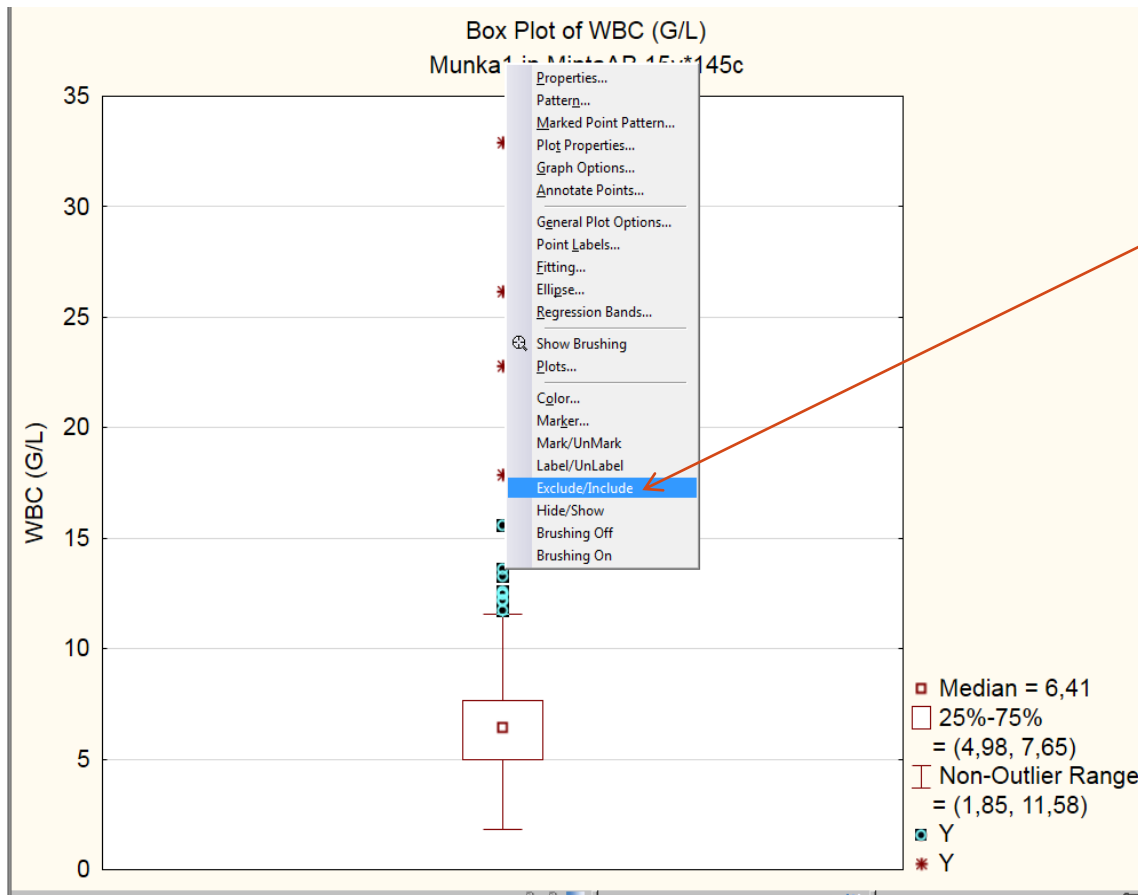 Box Plot of WBC (G/L)
Munka1 in MintaAB 15v*145c
Properties...
Pattern...
Marked Point Pattern...
Plot Properties...
Graph Options...
Annotate Points...
General Plot Options...
Point Labels...
Fitting...
Ellipse...
Regression Bands...
Show Brushing
Plots...
Color...
Marker...
Mark/UnMark
Label/UnLabel
Exclude/Include
Hide/Show
Brushing Off
Brushing On
WBC (G/L)
35
30
25
20
15
10
5
0
Median = 6,41
25%-75%
= (4,98, 7,65)
Non-Outlier Range
= (1,85, 11,58)
Y
Y